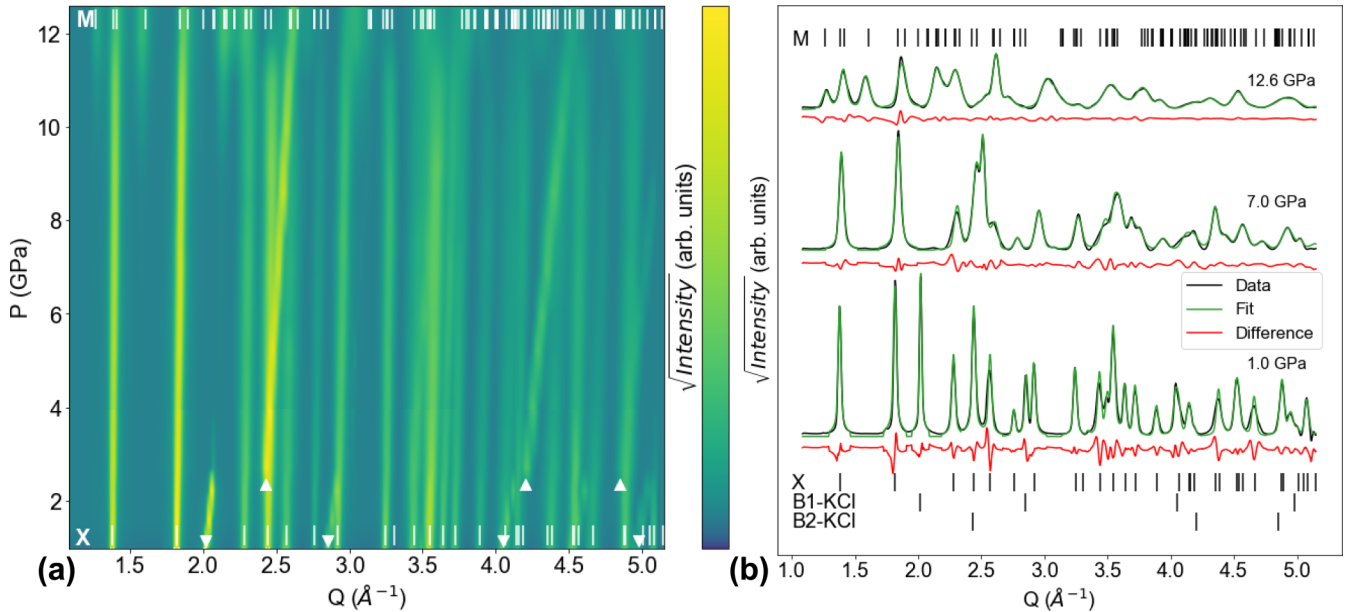 M
12
10
8
6
4
2
X
P (GPa)
1.5 2.0 2.5 3.0 3.5 4.0 4.5 5.0
Q (Å⁻¹)
(a)
√Intensity (arb. units)
√Intensity (arb. units)
M
12.6 GPa
7.0 GPa
Data
Fit
Difference
1.0 GPa
X
B1-KCl
B2-KCl
1.0 1.5 2.0 2.5 3.0 3.5 4.0 4.5 5.0
Q (Å⁻¹)
(b)